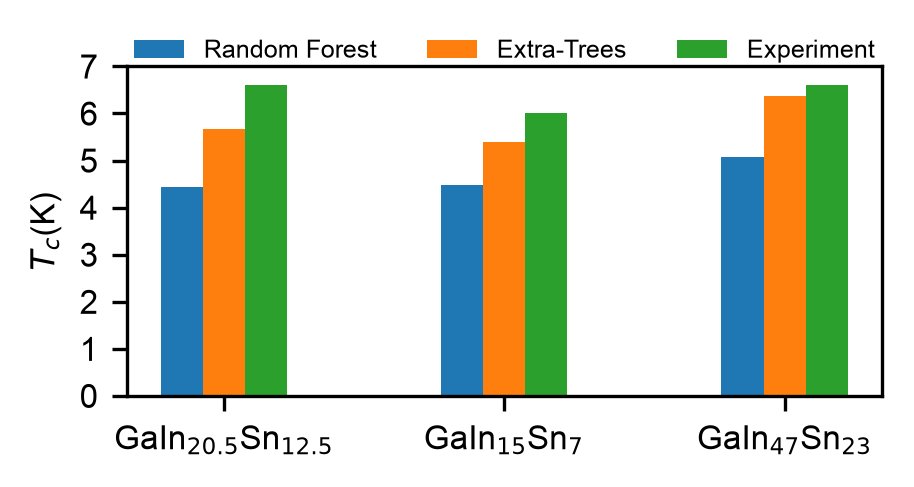 Random Forest Extra-Trees Experiment
7
6
5
4
3
2
1
0
T_c(K)
GaIn₂₀.₅Sn₁₂.₅ GaIn₁₅Sn₇ GaIn₄₇Sn₂₃